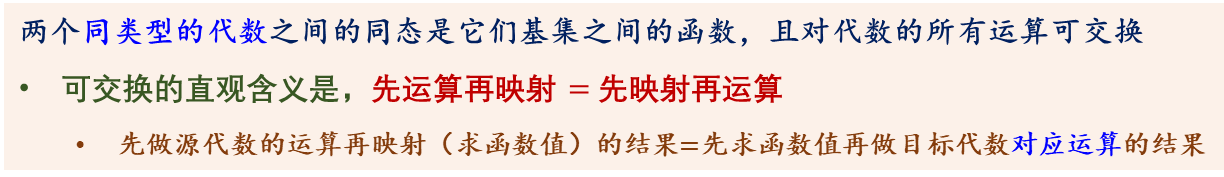 两个同类型的代数之间的同态是它们基集之间的函数，且对代数的所有运算可交换
• 可交换的直观含义是，先运算再映射 = 先映射再运算
• 先做源代数的运算再映射（求函数值）的结果=先求函数值再做目标代数对应运算的结果